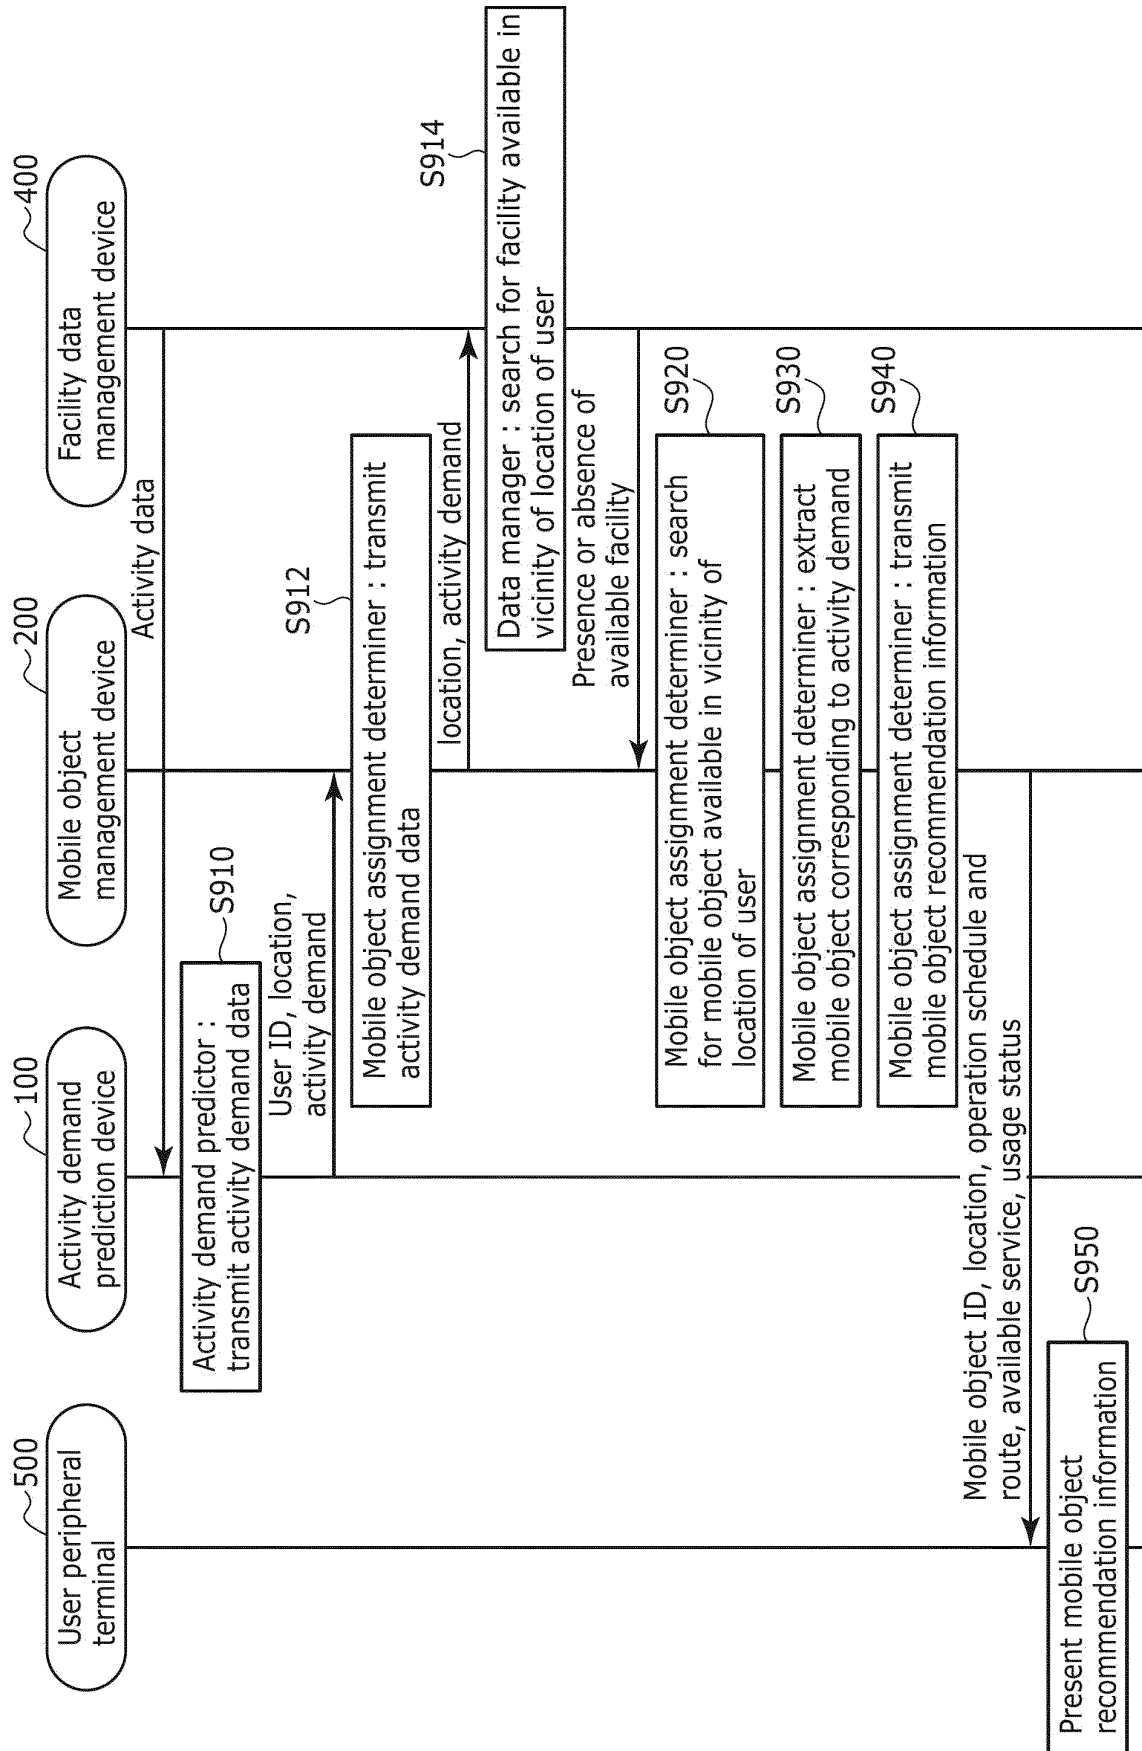 500
User peripheral
terminal
100
Activity demand
prediction device
200
Mobile object
management device
400
Facility data
management device
Activity data
S910
Activity demand predictor :
transmit activity demand data
User ID, location,
activity demand
S912
Mobile object assignment determiner : transmit
activity demand data
location, activity demand
S914
Data manager : search for facility available in
vicinity of location of user
Presence or absence of
available facility
S920
Mobile object assignment determiner : search
for mobile object available in vicinity of
location of user
S930
Mobile object assignment determiner : extract
mobile object corresponding to activity demand
S940
Mobile object assignment determiner : transmit
mobile object recommendation information
Mobile object ID, location, operation schedule and
route, available service, usage status
S950
Present mobile object
recommendation information